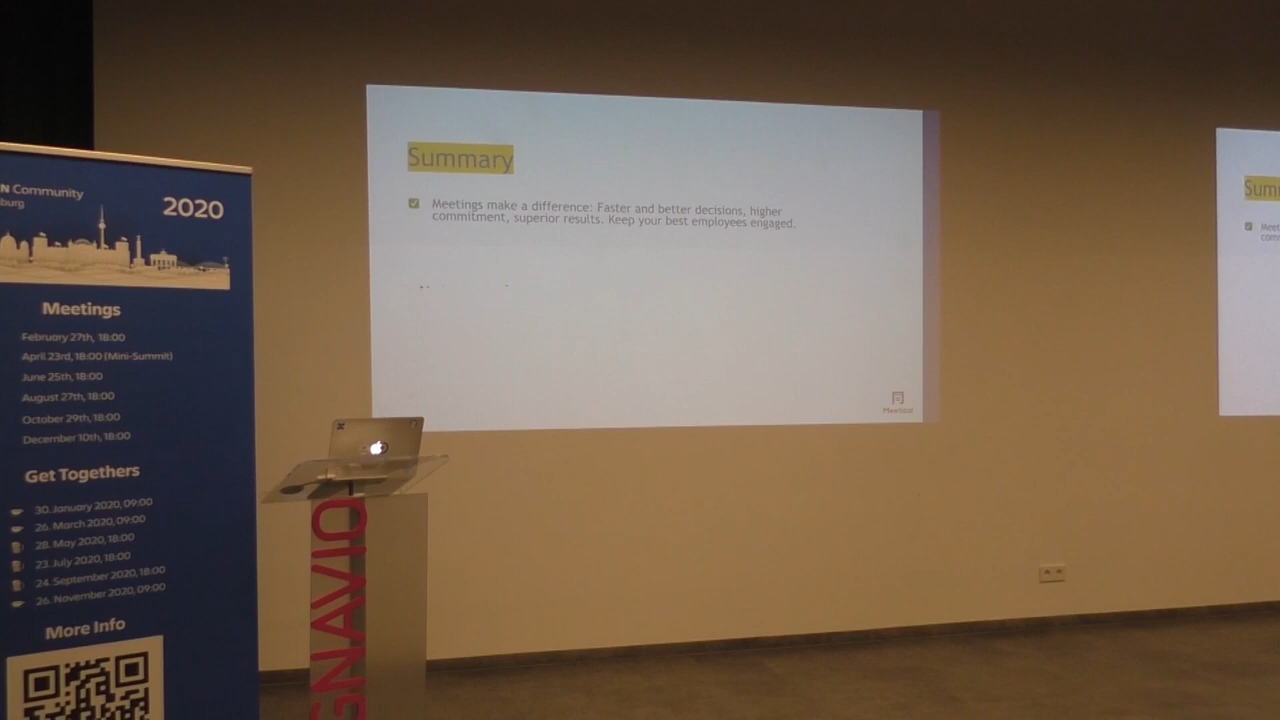 N Community
burg
2020
Meetings
February 27th, 18:00
April 23rd, 18:00 (Mini-Summit)
June 25th, 18:00
August 27th, 18:00
October 29th, 18:00
December 10th, 18:00
Get Togethers
30. January 2020, 09:00
26. March 2020, 09:00
28. May 2020, 18:00
23. July 2020, 18:00
24. September 2020, 18:00
26. November 2020, 09:00
More Info
GNAVIO
Summary
Meetings make a difference: Faster and better decisions, higher
commitment, superior results. Keep your best employees engaged.
Meetical
Sum
Meet
com